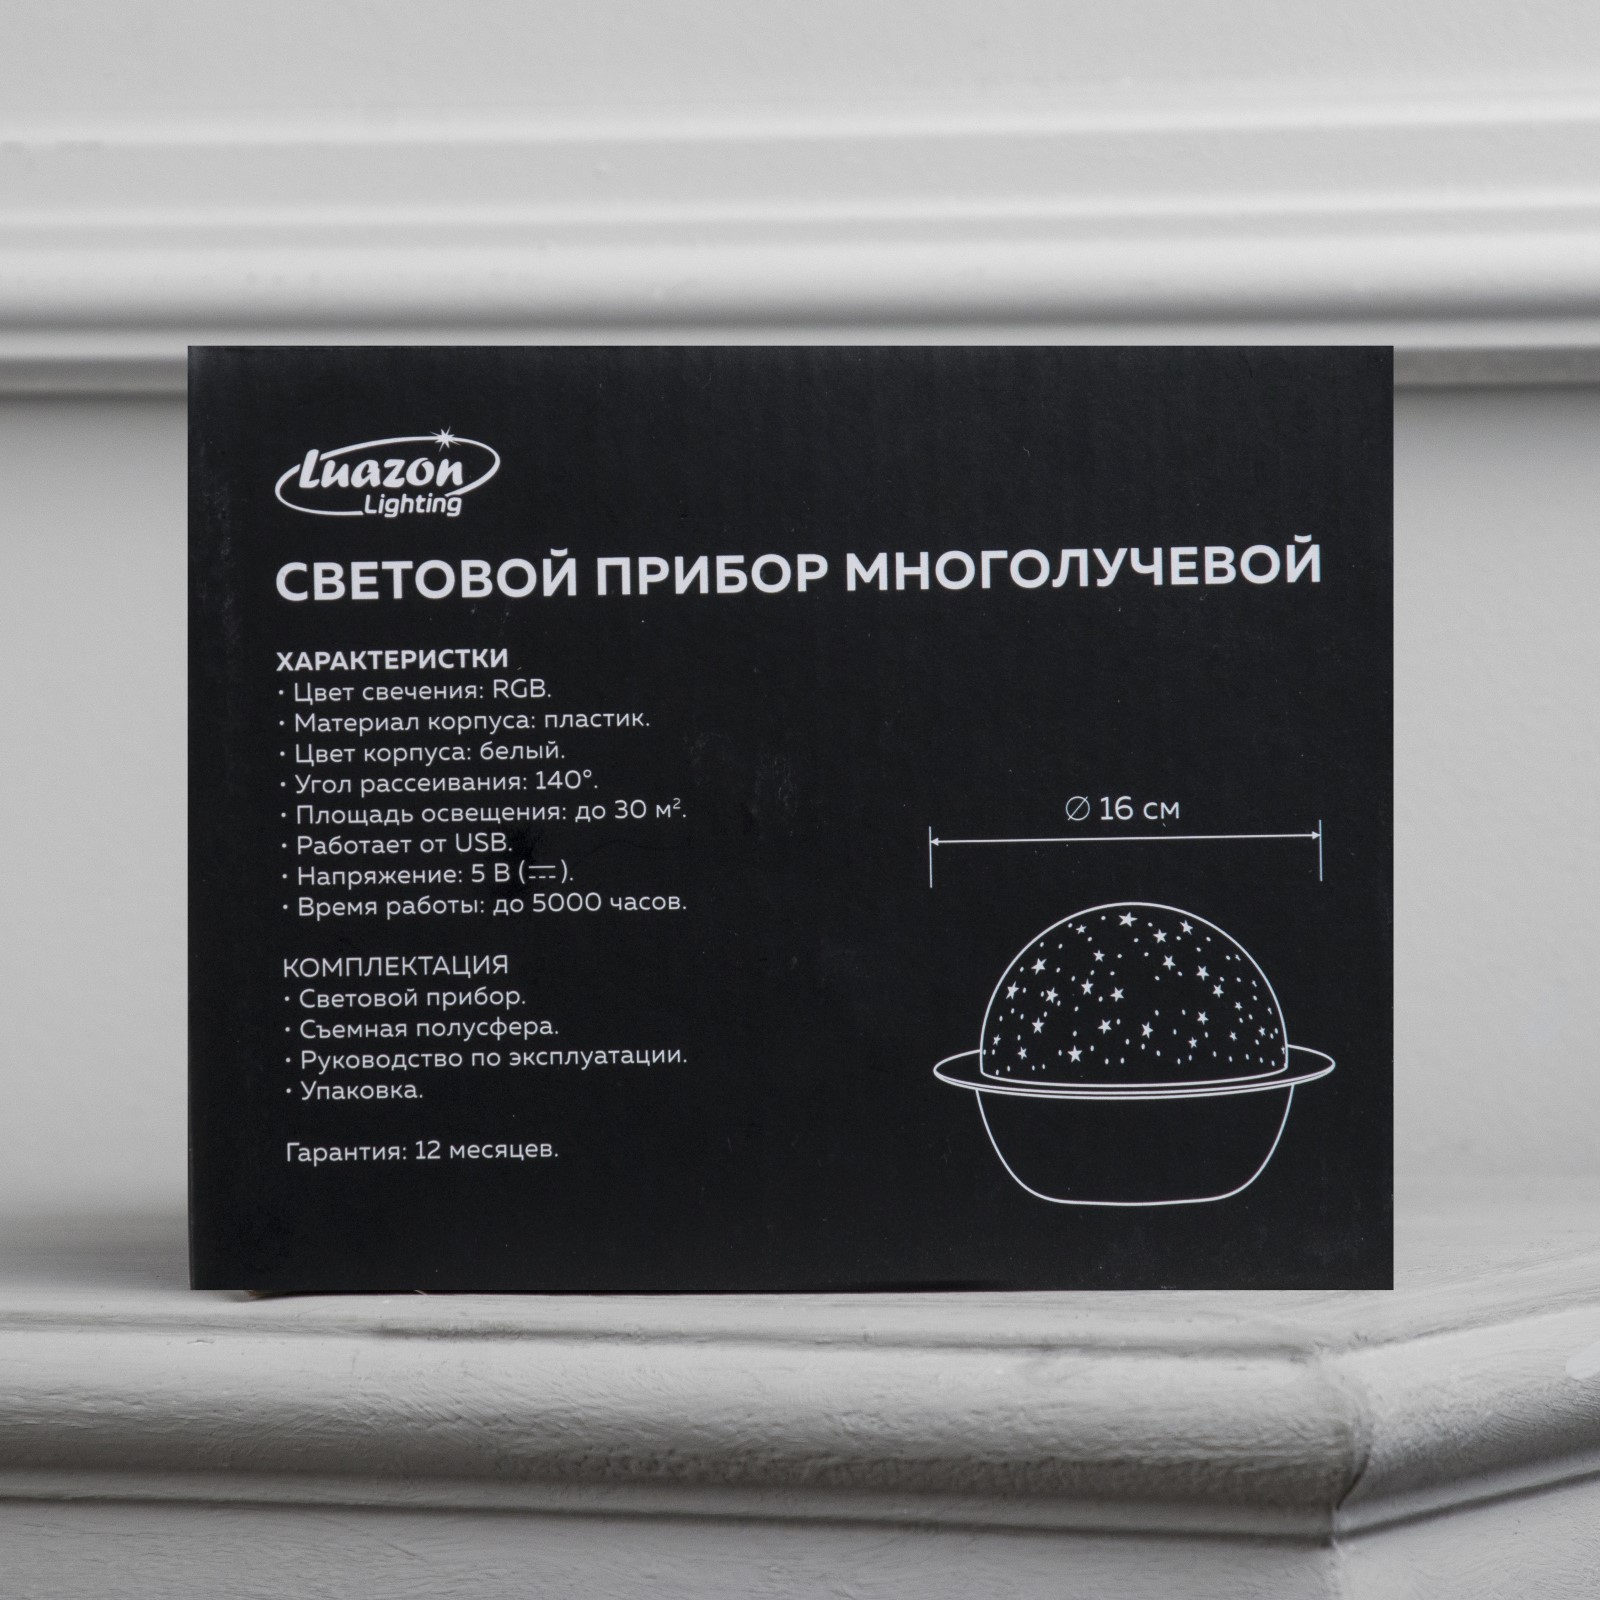 Luazon
Lighting
СВЕТОВОЙ ПРИБОР МНОГОЛУЧЕВОЙ
ХАРАКТЕРИСТКИ
• Цвет свечения: RGB.
• Материал корпуса: пластик.
• Цвет корпуса: белый.
• Угол рассеивания: 140°.
• Площадь освещения: до 30 м².
• Работает от USB.
• Напряжение: 5 В (⎓).
• Время работы: до 5000 часов.
КОМПЛЕКТАЦИЯ
• Световой прибор.
• Съемная полусфера.
• Руководство по эксплуатации.
• Упаковка.
Гарантия: 12 месяцев.
∅ 16 см